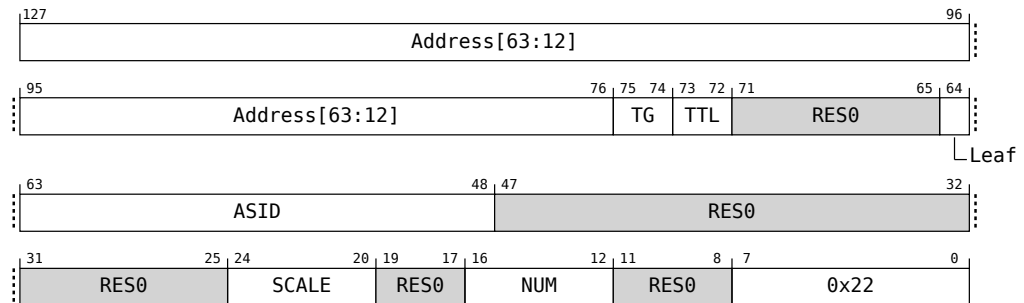 127 96
Address[63:12]
95 76 75 74 73 72 71 65 64
Address[63:12] TG TTL RES0
Leaf
63 48 47 32
ASID RES0
31 25 24 20 19 17 16 12 11 8 7 0
RES0 SCALE RES0 NUM RES0 0x22